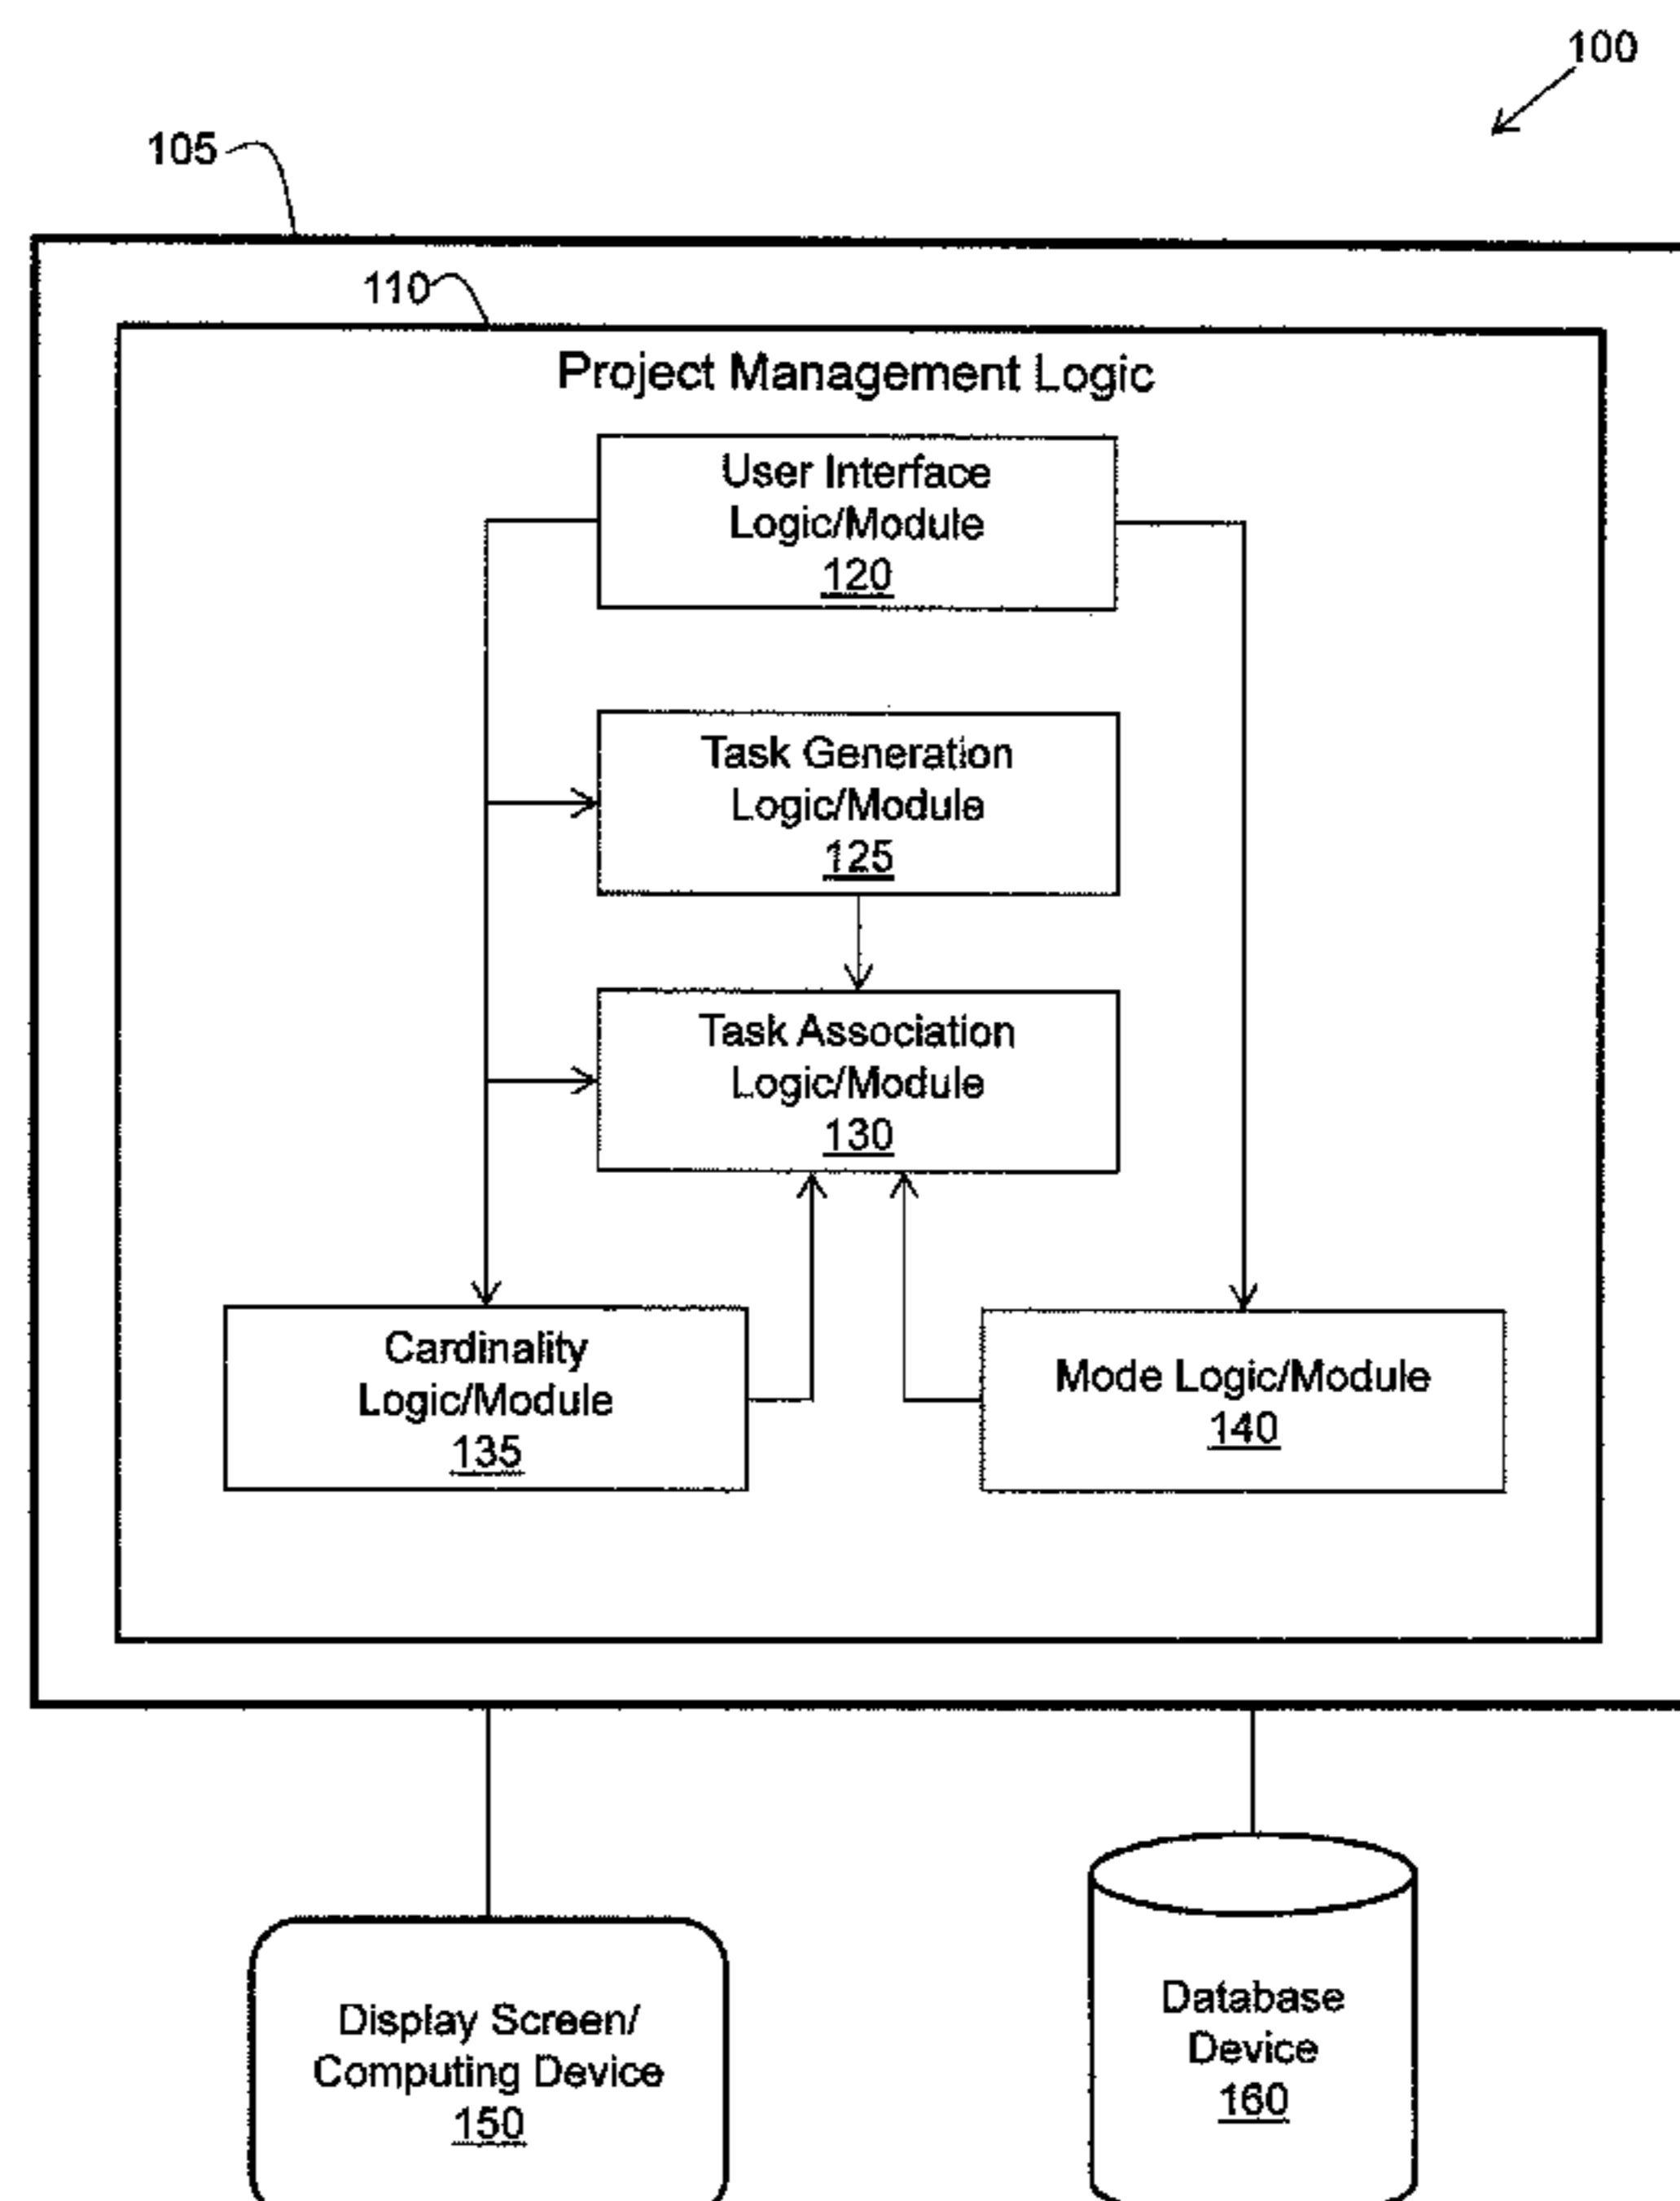 100
105
110
Project Management Logic
User Interface
Logic/Module
120
Task Generation
Logic/Module
125
Task Association
Logic/Module
130
Cardinality
Logic/Module
135
Mode Logic/Module
140
Display Screen/
Computing Device
150
Database
Device
160